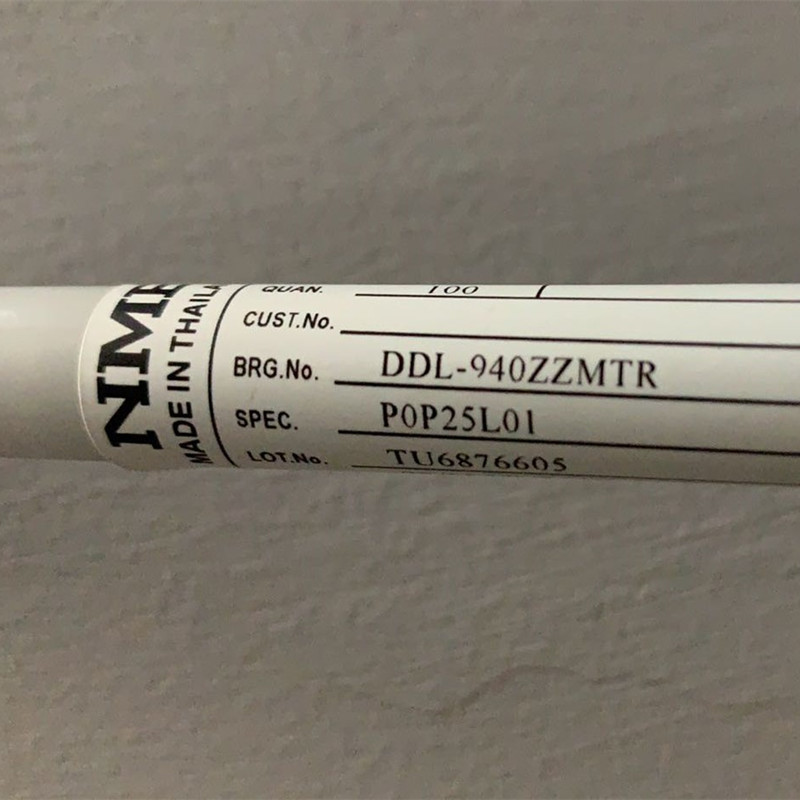 NMB
MADE IN THAILA
QUAN. 100
CUST.No.
BRG.No. DDL-940ZZMTR
SPEC. P0P25L01
LOT.No. TU6876605